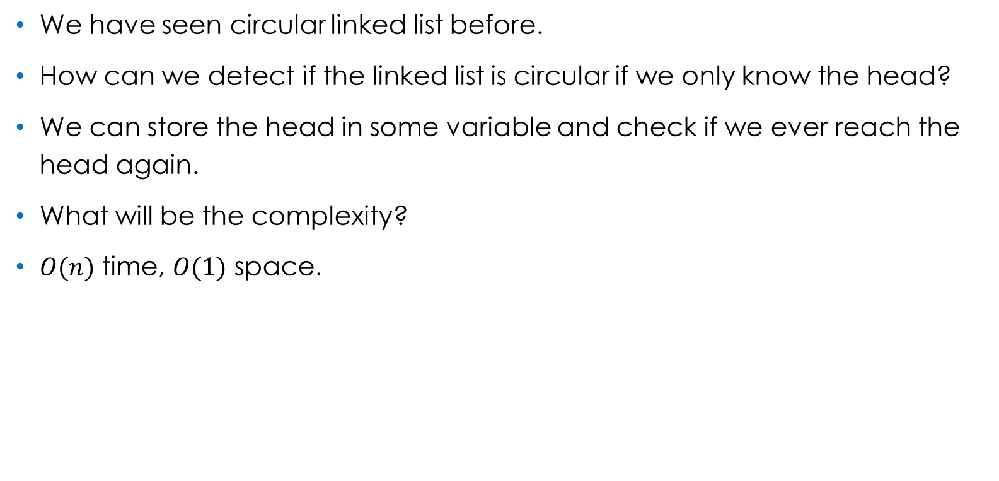 • We have seen circular linked list before.
• How can we detect if the linked list is circular if we only know the head?
• We can store the head in some variable and check if we ever reach the
head again.
• What will be the complexity?
• O(n) time, O(1) space.